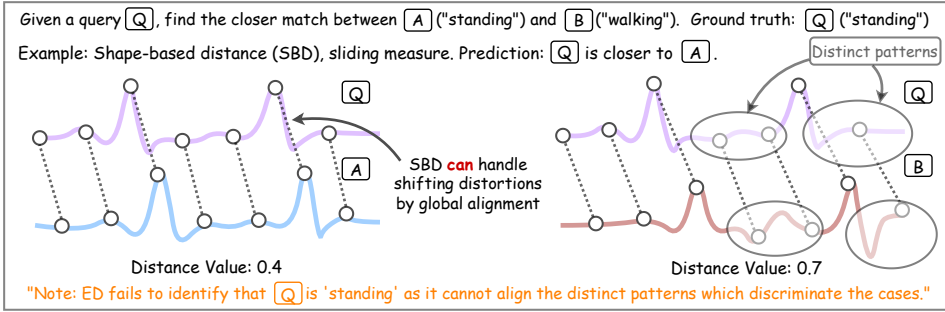 Given a query Q, find the closer match between A ("standing") and B ("walking"). Ground truth: Q ("standing")
Example: Shape-based distance (SBD), sliding measure. Prediction: Q is closer to A.
Distinct patterns
Q
Q
A
B
SBD can handle
shifting distortions
by global alignment
Distance Value: 0.4
Distance Value: 0.7
"Note: ED fails to identify that Q is 'standing' as it cannot align the distinct patterns which discriminate the cases."